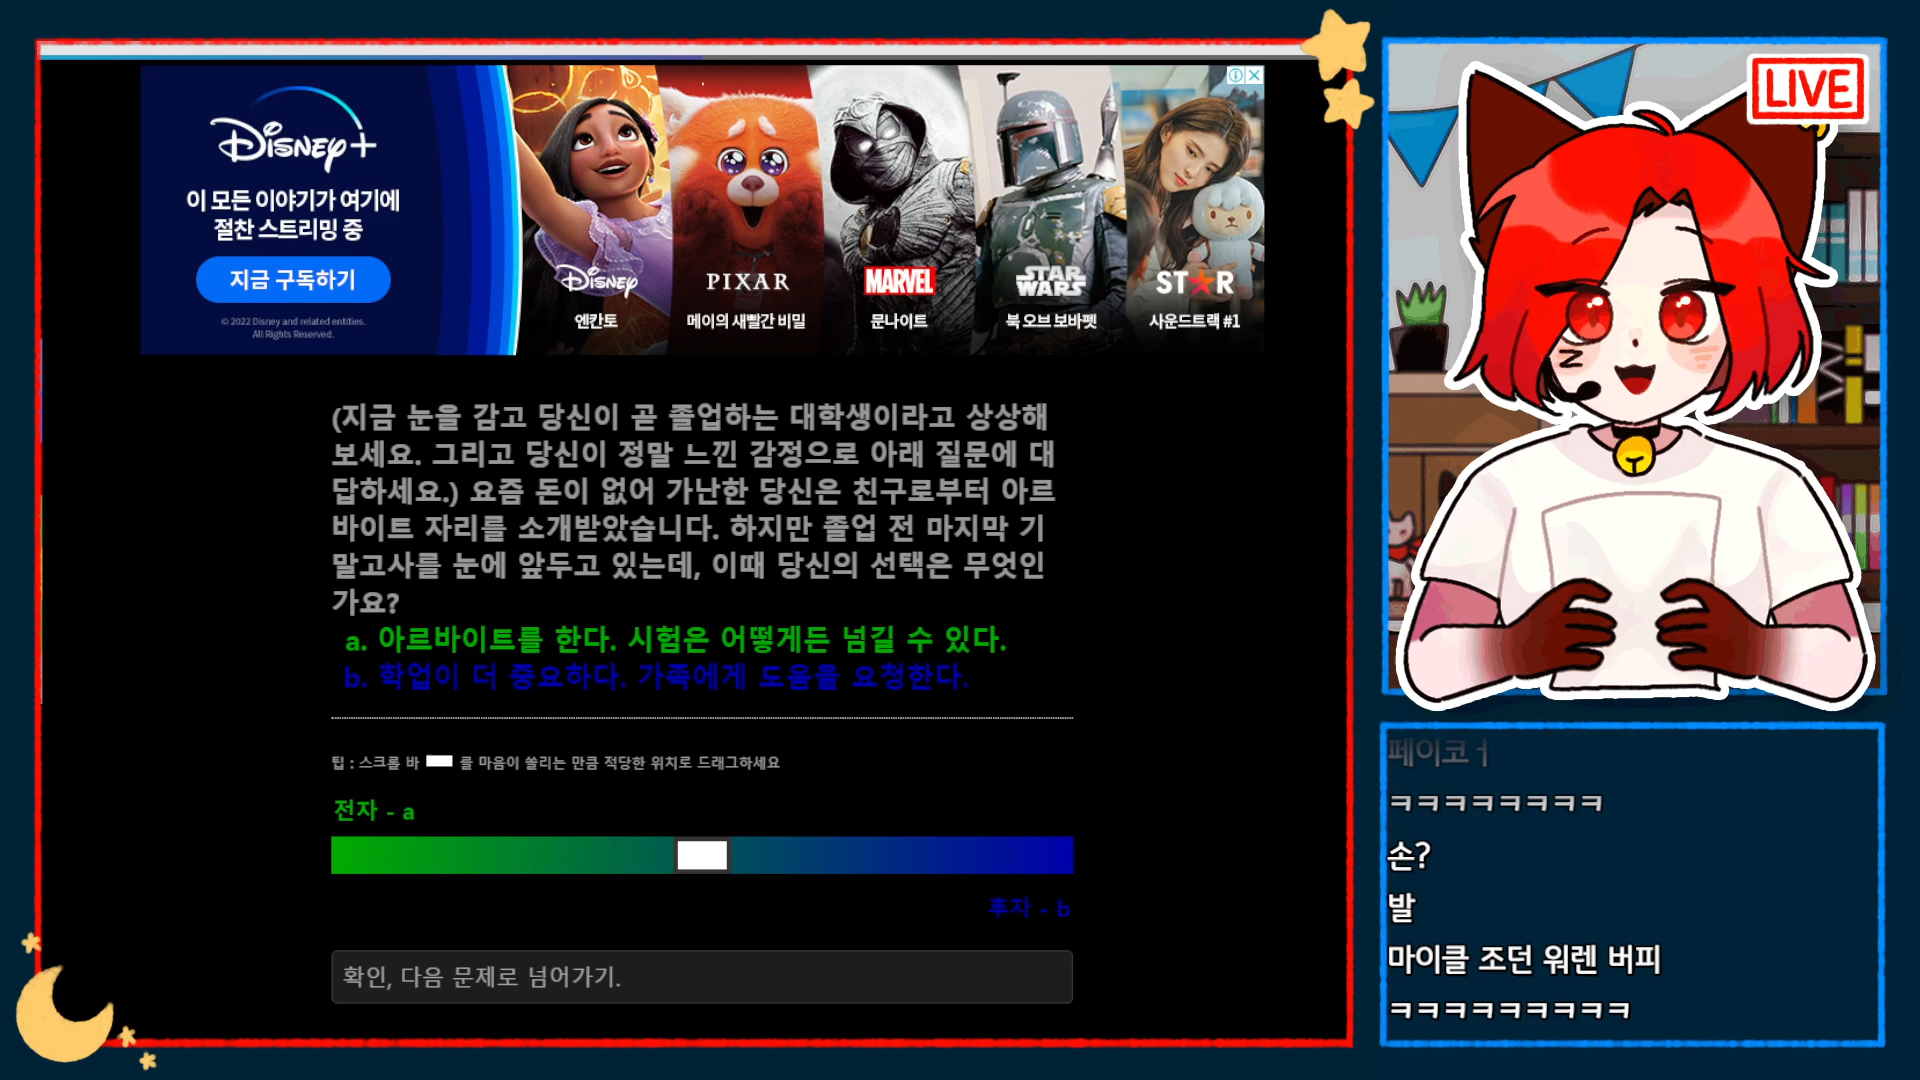 Disney+
이 모든 이야기가 여기에
절찬 스트리밍 중
지금 구독하기
© 2022 Disney and related entities.
All Rights Reserved.
Disney
엔칸토
PIXAR
메이의 새빨간 비밀
MARVEL
문나이트
STAR WARS
북 오브 보바펫
STAR
사운드트랙 #1
(지금 눈을 감고 당신이 곧 졸업하는 대학생이라고 상상해
보세요. 그리고 당신이 정말 느낀 감정으로 아래 질문에 대
답하세요.) 요즘 돈이 없어 가난한 당신은 친구로부터 아르
바이트 자리를 소개받았습니다. 하지만 졸업 전 마지막 기
말고사를 눈에 앞두고 있는데, 이때 당신의 선택은 무엇인
가요?
a. 아르바이트를 한다. 시험은 어떻게든 넘길 수 있다.
b. 학업이 더 중요하다. 가족에게 도움을 요청한다.
팁 : 스크롤 바 를 마음이 쏠리는 만큼 적당한 위치로 드래그하세요
전자 - a
후자 - b
확인, 다음 문제로 넘어가기.
LIVE
페이코ㅓ
ㅋㅋㅋㅋㅋㅋㅋㅋ
손?
발
마이클 조던 워렌 버피
ㅋㅋㅋㅋㅋㅋㅋㅋㅋ